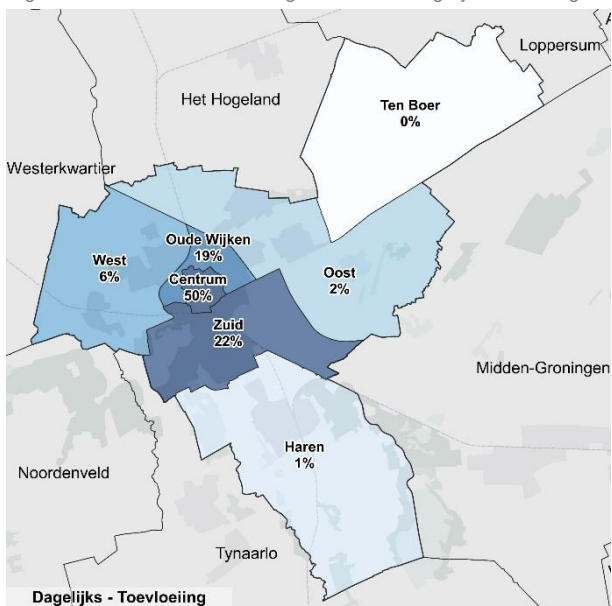 Loppersum
Het Hogeland
Ten Boer
0%
Westerkwartier
Oude Wijken
19%
West
6%
Centrum
50%
Oost
2%
Zuid
22%
Midden-Groningen
Haren
1%
Noordenveld
Tynaarlo
Dagelijks - Toevloeiing